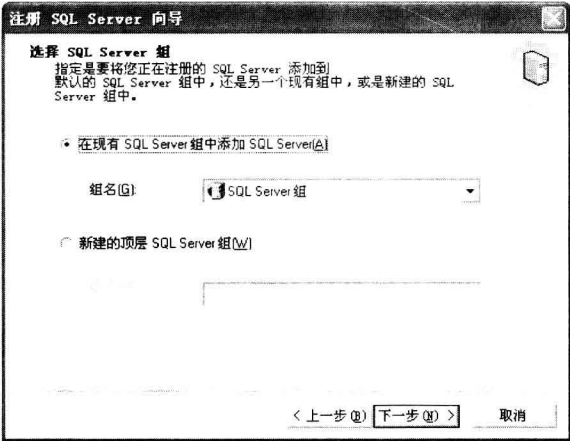 注册 SQL Server 向导
选择 SQL Server 组
指定是要将您正在注册的 SQL Server 添加到
默认的 SQL Server 组中，还是另一个现有组中，或是新建的 SQL
Server 组中。
在现有 SQL Server 组中添加 SQL Server(A)
组名(G):
SQL Server 组
新建的顶层 SQL Server 组(W)
< 上一步(B)
下一步(N) >
取消